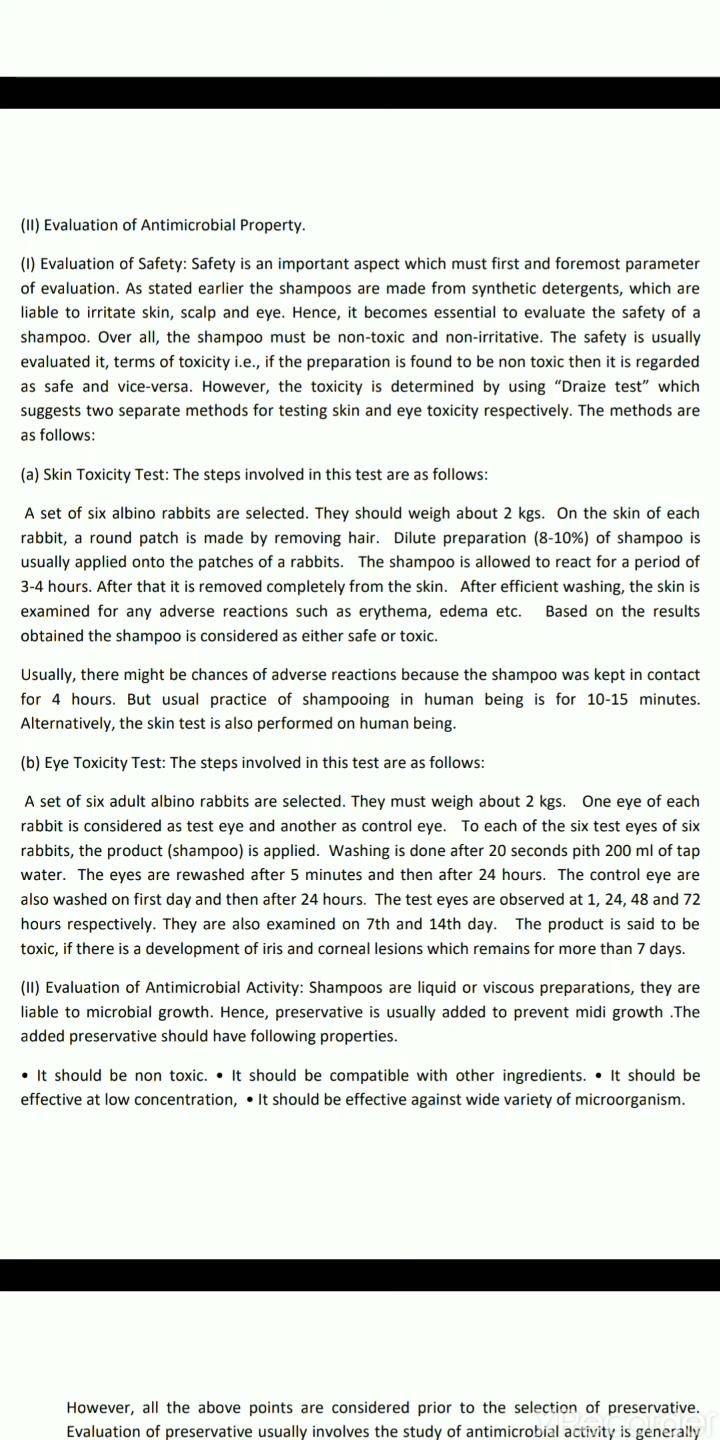 (II) Evaluation of Antimicrobial Property.
(I) Evaluation of Safety: Safety is an important aspect which must first and foremost parameter
of evaluation. As stated earlier the shampoos are made from synthetic detergents, which are
liable to irritate skin, scalp and eye. Hence, it becomes essential to evaluate the safety of a
shampoo. Over all, the shampoo must be non-toxic and non-irritative. The safety is usually
evaluated it, terms of toxicity i.e., if the preparation is found to be non toxic then it is regarded
as safe and vice-versa. However, the toxicity is determined by using “Draize test” which
suggests two separate methods for testing skin and eye toxicity respectively. The methods are
as follows:
(a) Skin Toxicity Test: The steps involved in this test are as follows:
A set of six albino rabbits are selected. They should weigh about 2 kgs. On the skin of each
rabbit, a round patch is made by removing hair. Dilute preparation (8-10%) of shampoo is
usually applied onto the patches of a rabbits. The shampoo is allowed to react for a period of
3-4 hours. After that it is removed completely from the skin. After efficient washing, the skin is
examined for any adverse reactions such as erythema, edema etc. Based on the results
obtained the shampoo is considered as either safe or toxic.
Usually, there might be chances of adverse reactions because the shampoo was kept in contact
for 4 hours. But usual practice of shampooing in human being is for 10-15 minutes.
Alternatively, the skin test is also performed on human being.
(b) Eye Toxicity Test: The steps involved in this test are as follows:
A set of six adult albino rabbits are selected. They must weigh about 2 kgs. One eye of each
rabbit is considered as test eye and another as control eye. To each of the six test eyes of six
rabbits, the product (shampoo) is applied. Washing is done after 20 seconds pith 200 ml of tap
water. The eyes are rewashed after 5 minutes and then after 24 hours. The control eye are
also washed on first day and then after 24 hours. The test eyes are observed at 1, 24, 48 and 72
hours respectively. They are also examined on 7th and 14th day. The product is said to be
toxic, if there is a development of iris and corneal lesions which remains for more than 7 days.
(II) Evaluation of Antimicrobial Activity: Shampoos are liquid or viscous preparations, they are
liable to microbial growth. Hence, preservative is usually added to prevent midi growth .The
added preservative should have following properties.
• It should be non toxic. • It should be compatible with other ingredients. • It should be
effective at low concentration, • It should be effective against wide variety of microorganism.
However, all the above points are considered prior to the selection of preservative.
Evaluation of preservative usually involves the study of antimicrobial activity is generally
VRecorder